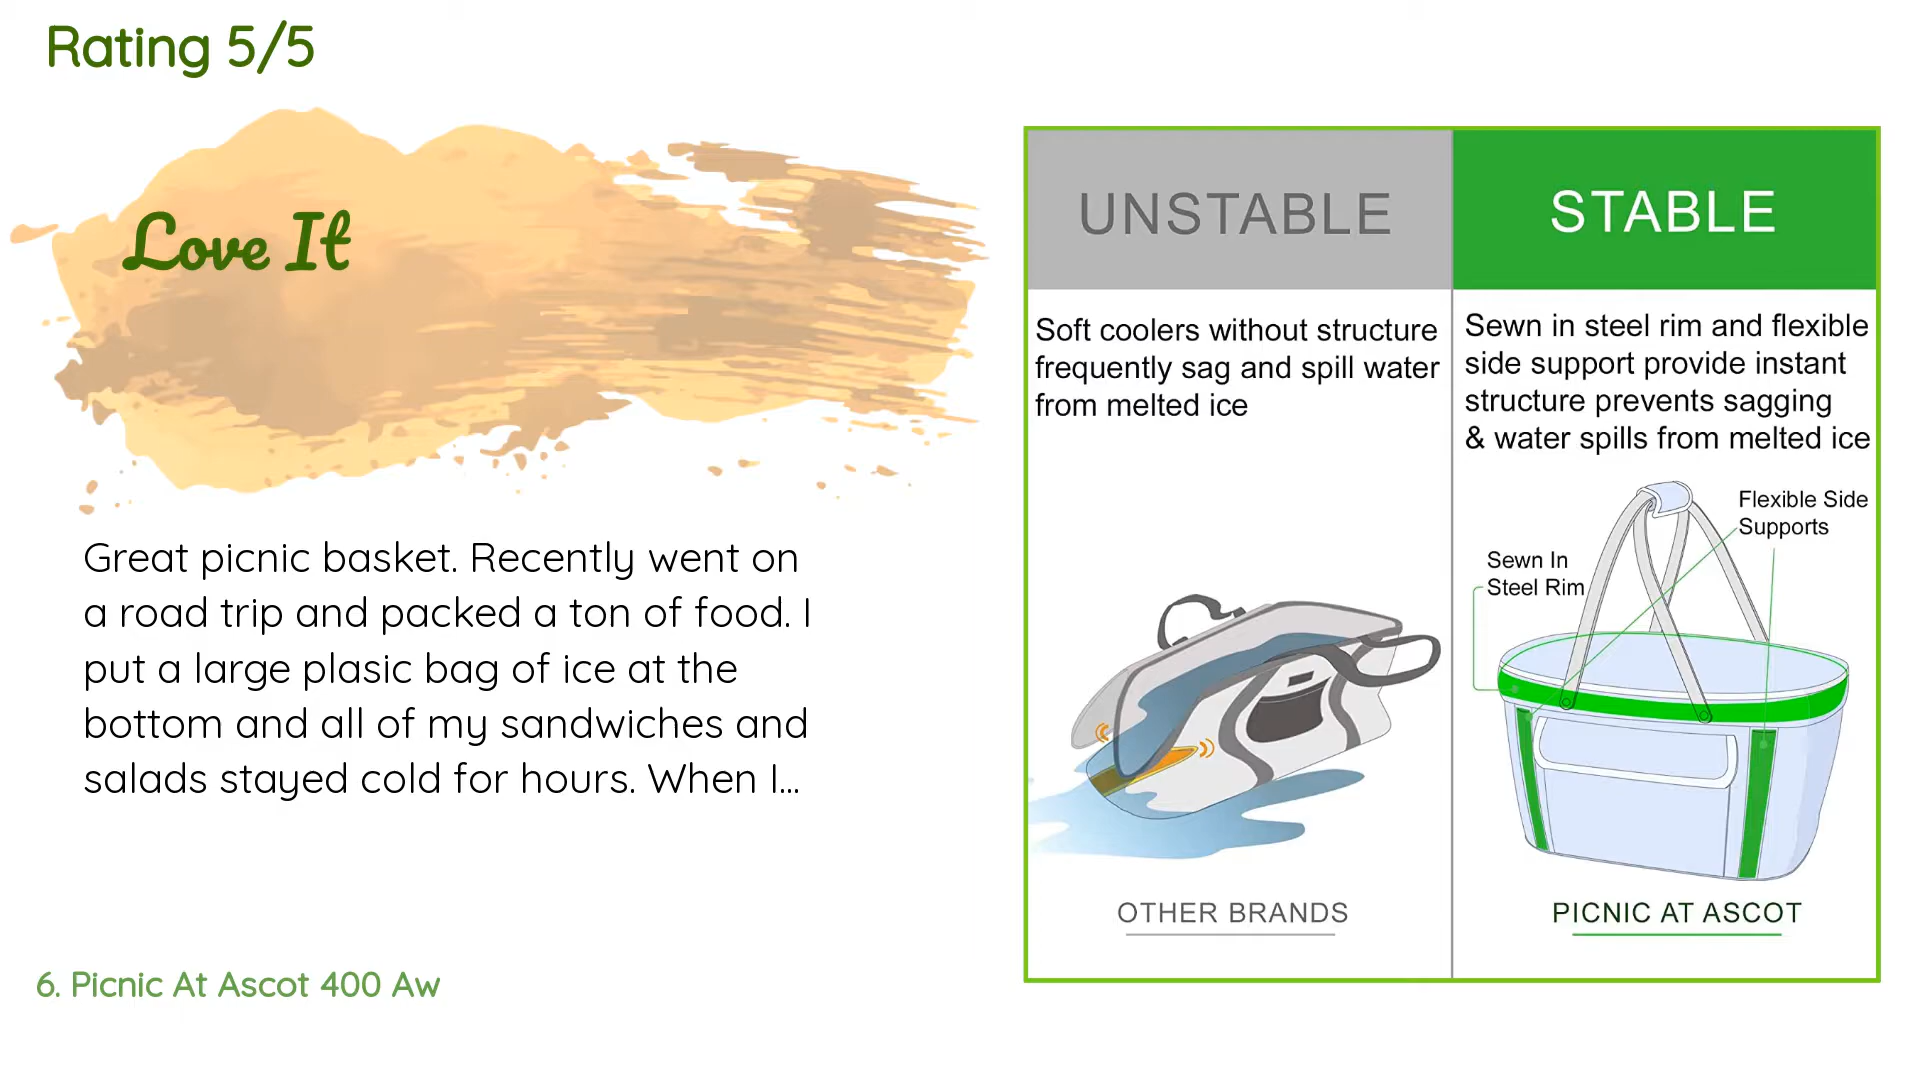 Rating 5/5
Love It
Great picnic basket. Recently went on
a road trip and packed a ton of food. I
put a large plasic bag of ice at the
bottom and all of my sandwiches and
salads stayed cold for hours. When I...
6. Picnic At Ascot 400 Aw
UNSTABLE
Soft coolers without structure
frequently sag and spill water
from melted ice
OTHER BRANDS
STABLE
Sewn in steel rim and flexible
side support provide instant
structure prevents sagging
& water spills from melted ice
Flexible Side
Supports
Sewn In
Steel Rim
PICNIC AT ASCOT